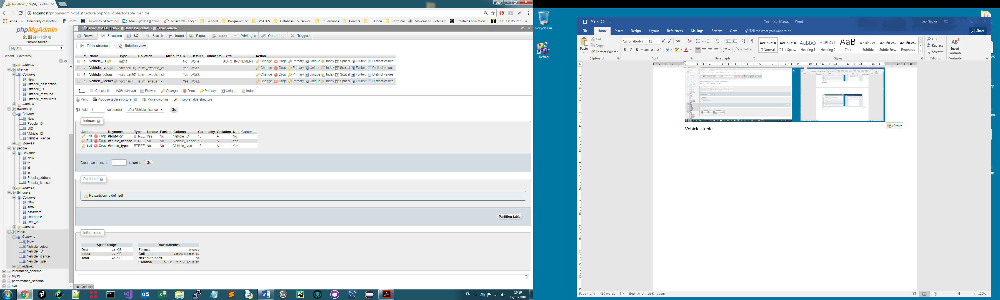 localhost / MySQL / dbte
Leo
localhost/phpmyadmin/tbl_structure.php?db=dbtest&table=vehicle
Apps University of Notting Portal University of Notting Mail – psxln1@exma NUsearch - Login General Programming MSC CS Database Coursework St Barnabas Careers JS Docu Terminal Movement | Peter's V CreativeApplications. TalkTalk Router »
phpMyAdmin
Current server:
MySQL
Recent Favorites
Indexes
offence
Columns
New
Offence_description
Offence_ID
Offence_maxFine
Offence_maxPoints
Indexes
ownership
Columns
New
People_ID
UID
Vehicle_ID
Vehicle_licence
Indexes
people
Columns
New
fn
id
ln
People_address
People_licence
Indexes
tbl_users
Columns
New
email
password
username
user_id
Indexes
vehicle
Columns
New
Vehicle_colour
Vehicle_ID
Vehicle_licence
Vehicle_type
Indexes
information_schema
mysql
performance_schema
sys
Server: MySQL:3306 » Database: dbtest » Table: vehicle
Browse Structure SQL Search Insert Export Import Privileges Operations Triggers
Table structure Relation view
# Name Type Collation Attributes Null Default Comments Extra Action
1 Vehicle_ID int(11) No None AUTO_INCREMENT Change Drop Primary Unique Index Spatial Fulltext Distinct values
2 Vehicle_type varchar(20) latin1_swedish_ci Yes NULL Change Drop Primary Unique Index Spatial Fulltext Distinct values
3 Vehicle_colour varchar(20) latin1_swedish_ci Yes NULL Change Drop Primary Unique Index Spatial Fulltext Distinct values
4 Vehicle_licence varchar(7) latin1_swedish_ci Yes NULL Change Drop Primary Unique Index Spatial Fulltext Distinct values
Check all With selected: Browse Change Drop Primary Unique Index
Print Propose table structure Move columns Improve table structure
Add 1 column(s) after Vehicle_licence Go
Indexes
Action Keyname Type Unique Packed Column Cardinality Collation Null Comment
Edit Drop PRIMARY BTREE Yes No Vehicle_ID 13 A No
Edit Drop Vehicle_licence BTREE No No Vehicle_licence 13 A Yes
Edit Drop Vehicle_type BTREE No No Vehicle_type 13 A Yes
Create an index on 1 columns Go
Partitions
No partitioning defined!
Partition table
Information
Space usage
Data 16 KiB
Index 32 KiB
Total 48 KiB
Row statistics
Format dynamic
Collation latin1_swedish_ci
Next autoindex 58
Creation Jan 11, 2018 at 08:19 PM
Console
EN
10:30
12/01/2018
Recycle Bin
Defrag
Technical Manual - Word
Leo Naylor
File Home Insert Design Layout References Mailings Review View Tell me what you want to do Share
Paste
Cut
Copy
Format Painter
Clipboard
Calibri (Body) 11
Font
Paragraph
AaBbCcDc AaBbCcDc AaBbCc AaBbCcC AaB AaBbCcD AaBbCcDc AaBbCcDc
¶ Normal ¶ No Spac... Heading 1 Heading 2 Title Subtitle Subtle Em... Emphasis
Styles
Find
Replace
Select
Editing
AB¹
Insert Footnote
Footnote
(Ctrl)
Vehicles table
Page 4 of 4 410 words English (United Kingdom) 120%